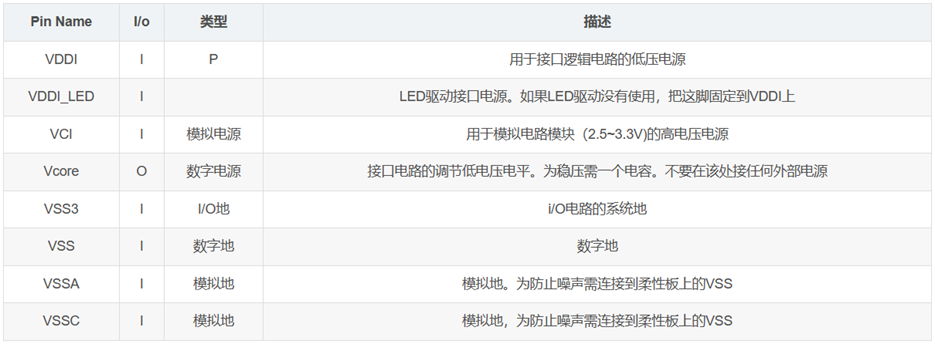 Pin Name I/o 类型 描述
VDDI I P 用于接口逻辑电路的低压电源
VDDI_LED I LED驱动接口电源。如果LED驱动没有使用，把这脚固定到VDDI上
VCI I 模拟电源 用于模拟电路模块（2.5~3.3V)的高电压电源
Vcore O 数字电源 接口电路的调节低电压电平。为稳压需一个电容。不要在该处接任何外部电源
VSS3 I I/O地 i/O电路的系统地
VSS I 数字地 数字地
VSSA I 模拟地 模拟地。为防止噪声需连接到柔性板上的VSS
VSSC I 模拟地 模拟地，为防止噪声需连接到柔性板上的VSS